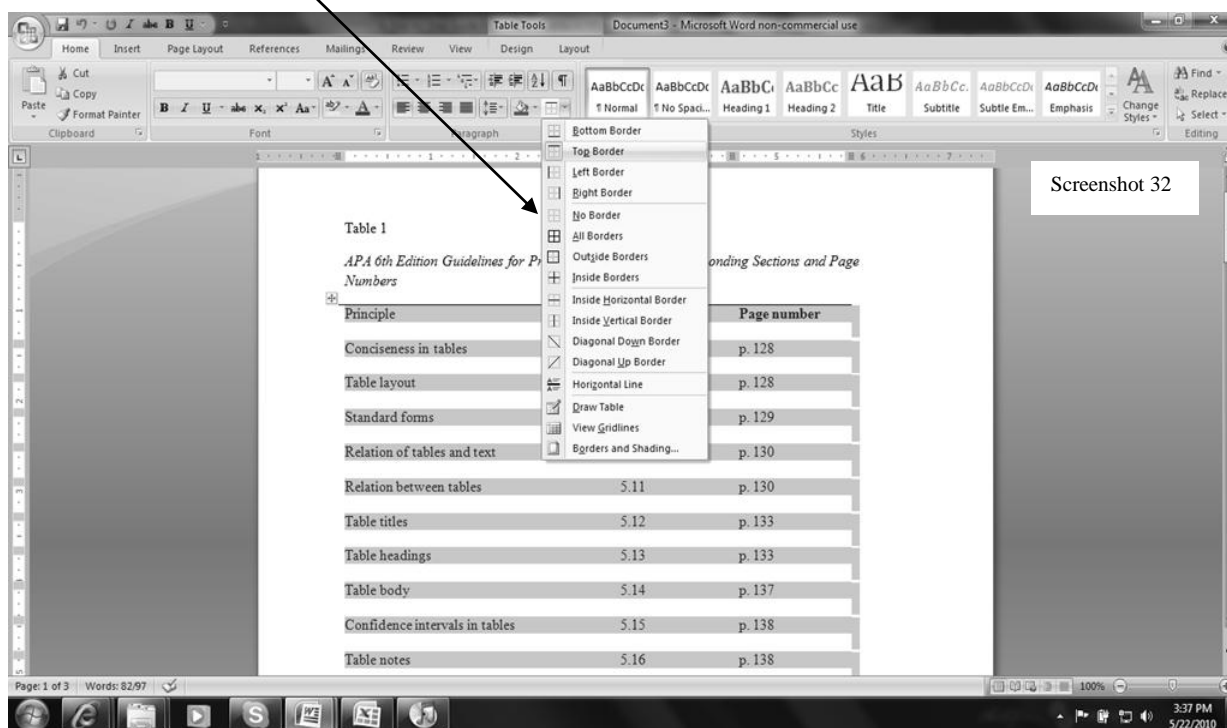 Table Tools
Document3 - Microsoft Word non-commercial use
Home Insert Page Layout References Mailings Review View Design Layout
Cut
Copy
Format Painter
Paste
Clipboard
B I U abe x, x² Aa
Font
Paragraph
AaBbCcDc AaBbCcDc AaBbC AaBbCc AaB AaBbCc. AaBbCcDc AaBbCcDc
¶ Normal ¶ No Spaci... Heading 1 Heading 2 Title Subtitle Subtle Em... Emphasis
Change Styles
Styles
Find
Replace
Select
Editing
Bottom Border
Top Border
Left Border
Right Border
No Border
All Borders
Outside Borders
Inside Borders
Inside Horizontal Border
Inside Vertical Border
Diagonal Down Border
Diagonal Up Border
Horizontal Line
Draw Table
View Gridlines
Borders and Shading...
Screenshot 32
Table 1
APA 6th Edition Guidelines for onding Sections and Page
Numbers
Principle Page number
Conciseness in tables p. 128
Table layout p. 128
Standard forms p. 129
Relation of tables and text p. 130
Relation between tables 5.11 p. 130
Table titles 5.12 p. 133
Table headings 5.13 p. 133
Table body 5.14 p. 137
Confidence intervals in tables 5.15 p. 138
Table notes 5.16 p. 138
Page: 1 of 3 Words: 82/97 100%
3:37 PM
5/22/2010